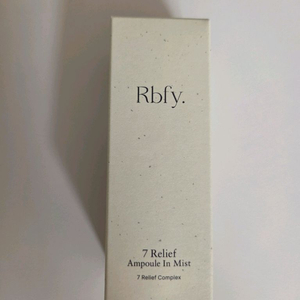 Rbfy.
7 Relief
Ampoule In Mist
7 Relief Complex